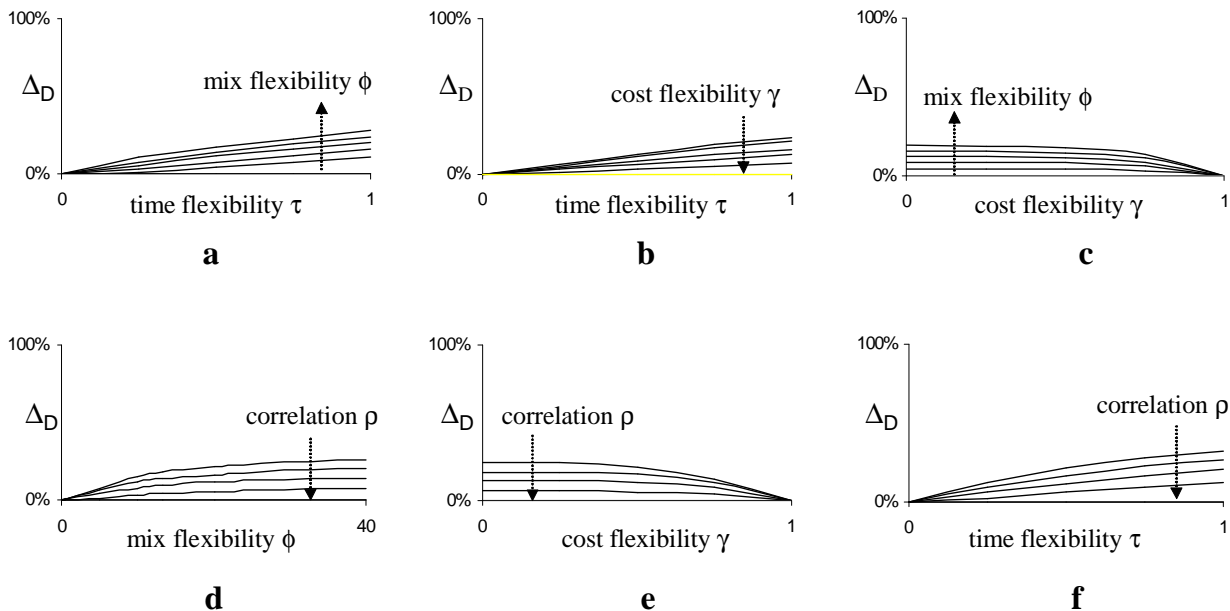 100%
Δ_D
mix flexibility ϕ
0%
0
1
time flexibility τ
a
100%
Δ_D
cost flexibility γ
0%
0
1
time flexibility τ
b
100%
Δ_D
mix flexibility ϕ
0%
0
1
cost flexibility γ
c
100%
Δ_D
correlation ρ
0%
0
40
mix flexibility ϕ
d
100%
Δ_D
correlation ρ
0%
0
1
cost flexibility γ
e
100%
Δ_D
correlation ρ
0%
0
1
time flexibility τ
f